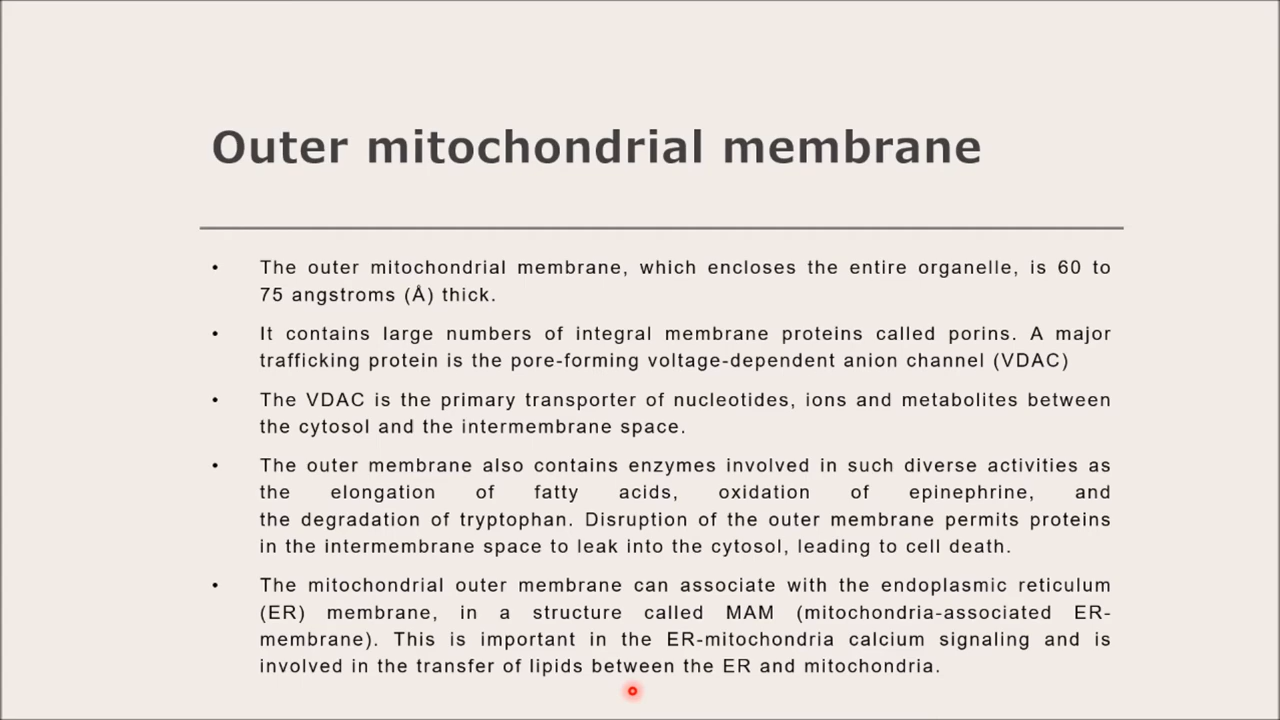 Outer mitochondrial membrane
• The outer mitochondrial membrane, which encloses the entire organelle, is 60 to
75 angstroms (Å) thick.
• It contains large numbers of integral membrane proteins called porins. A major
trafficking protein is the pore-forming voltage-dependent anion channel (VDAC)
• The VDAC is the primary transporter of nucleotides, ions and metabolites between
the cytosol and the intermembrane space.
• The outer membrane also contains enzymes involved in such diverse activities as
the elongation of fatty acids, oxidation of epinephrine, and
the degradation of tryptophan. Disruption of the outer membrane permits proteins
in the intermembrane space to leak into the cytosol, leading to cell death.
• The mitochondrial outer membrane can associate with the endoplasmic reticulum
(ER) membrane, in a structure called MAM (mitochondria-associated ER-
membrane). This is important in the ER-mitochondria calcium signaling and is
involved in the transfer of lipids between the ER and mitochondria.